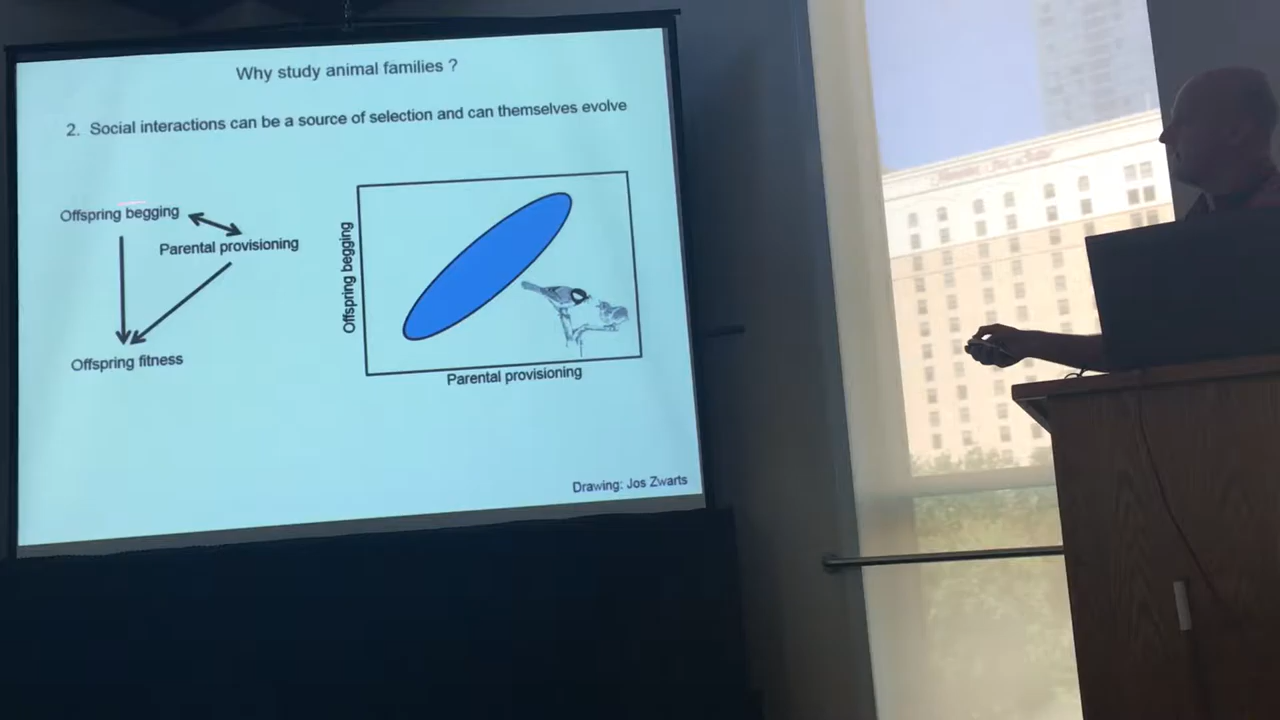 Why study animal families ?
2. Social interactions can be a source of selection and can themselves evolve
Offspring begging
Parental provisioning
Offspring fitness
Offspring begging
Parental provisioning
Drawing: Jos Zwarts